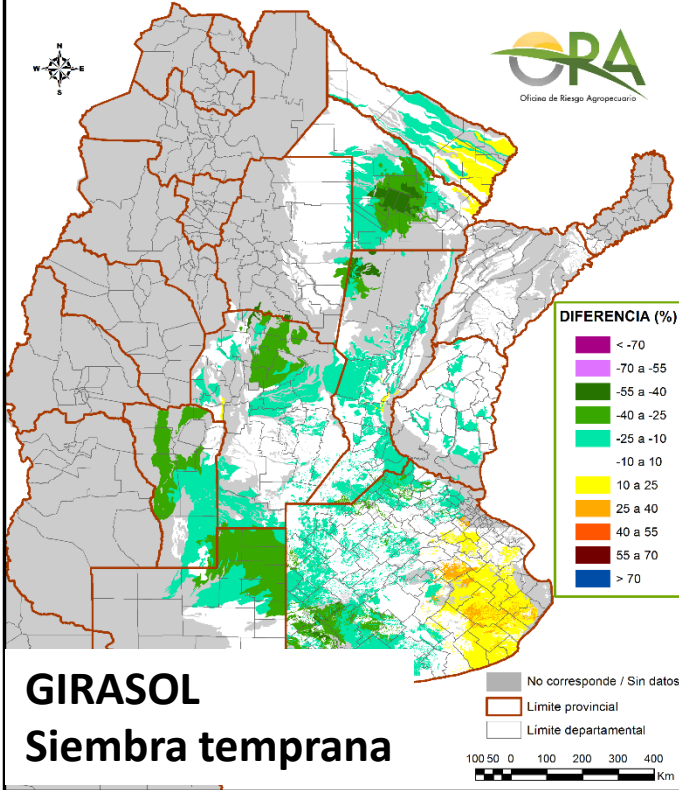 N
W E
S
ORA
Oficina de Riesgo Agropecuario
DIFERENCIA (%)
< -70
-70 a -55
-55 a -40
-40 a -25
-25 a -10
-10 a 10
10 a 25
25 a 40
40 a 55
55 a 70
> 70
GIRASOL
Siembra temprana
No corresponde / Sin datos
Límite provincial
Límite departamental
100 50 0 100 200 300 400
Km